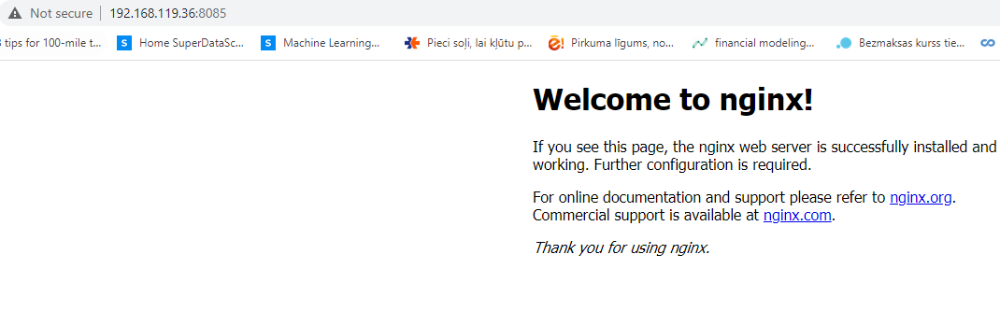 Not secure | 192.168.119.36:8085
tips for 100-mile t... S Home SuperDataSc... S Machine Learning... Pieci soļi, lai kļūtu p... ē! Pirkuma līgums, no... financial modeling... Bezmaksas kurss tie...
Welcome to nginx!
If you see this page, the nginx web server is successfully installed and
working. Further configuration is required.
For online documentation and support please refer to nginx.org.
Commercial support is available at nginx.com.
Thank you for using nginx.